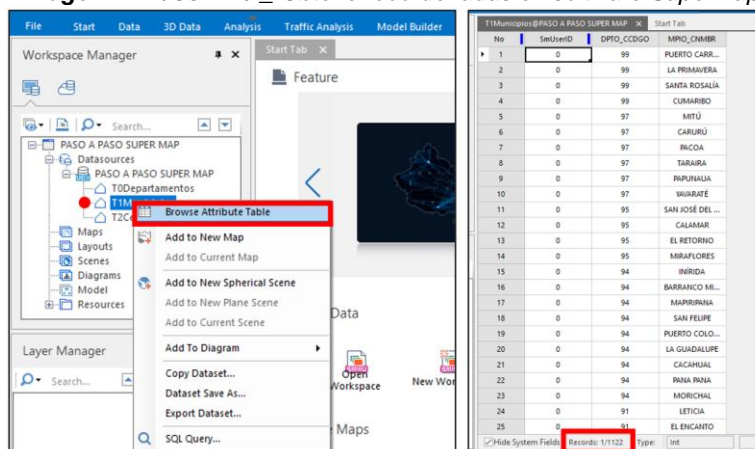 File Start Data 3D Data Analysis Traffic Analysis Model Builder
Workspace Manager
Search...
PASO A PASO SUPER MAP
Datasources
PASO A PASO SUPER MAP
T0Departamentos
Maps
Layouts
Scenes
Diagrams
Model
Resources
Layer Manager
Search...
Start Tab
Feature
Browse Attribute Table
Add to New Map
Add to Current Map
Add to New Spherical Scene
Add to New Plane Scene
Add to Current Scene
Add To Diagram
Copy Dataset...
Dataset Save As...
Export Dataset...
SQL Query...
Data
Open
Workspace
Maps
T1Municipios@PASO A PASO SUPER MAP Start Tab
No SmUserID DPTO_CCDGO MPIO_CNMBR
1 0 99 PUERTO CARR...
2 0 99 LA PRIMAVERA
3 0 99 SANTA ROSALÍA
4 0 99 CUMARIBO
5 0 97 MITÚ
6 0 97 CARURÚ
7 0 97 PACOA
8 0 97 TARAIRA
9 0 97 PAPUNAUA
10 0 97 YAVARATÉ
11 0 95 SAN JOSÉ DEL ...
12 0 95 CALAMAR
13 0 95 EL RETORNO
14 0 95 MIRAFLORES
15 0 94 INÍRIDA
16 0 94 BARRANCO MI...
17 0 94 MAPIRIPANA
18 0 94 SAN FELIPE
19 0 94 PUERTO COLO...
20 0 94 LA GUADALUPE
21 0 94 CACAHUAL
22 0 94 PANA PANA
23 0 94 MORICHAL
24 0 91 LETICIA
25 0 91 EL ENCANTO
Hide System Fields Records: 1/1122 Type: Int